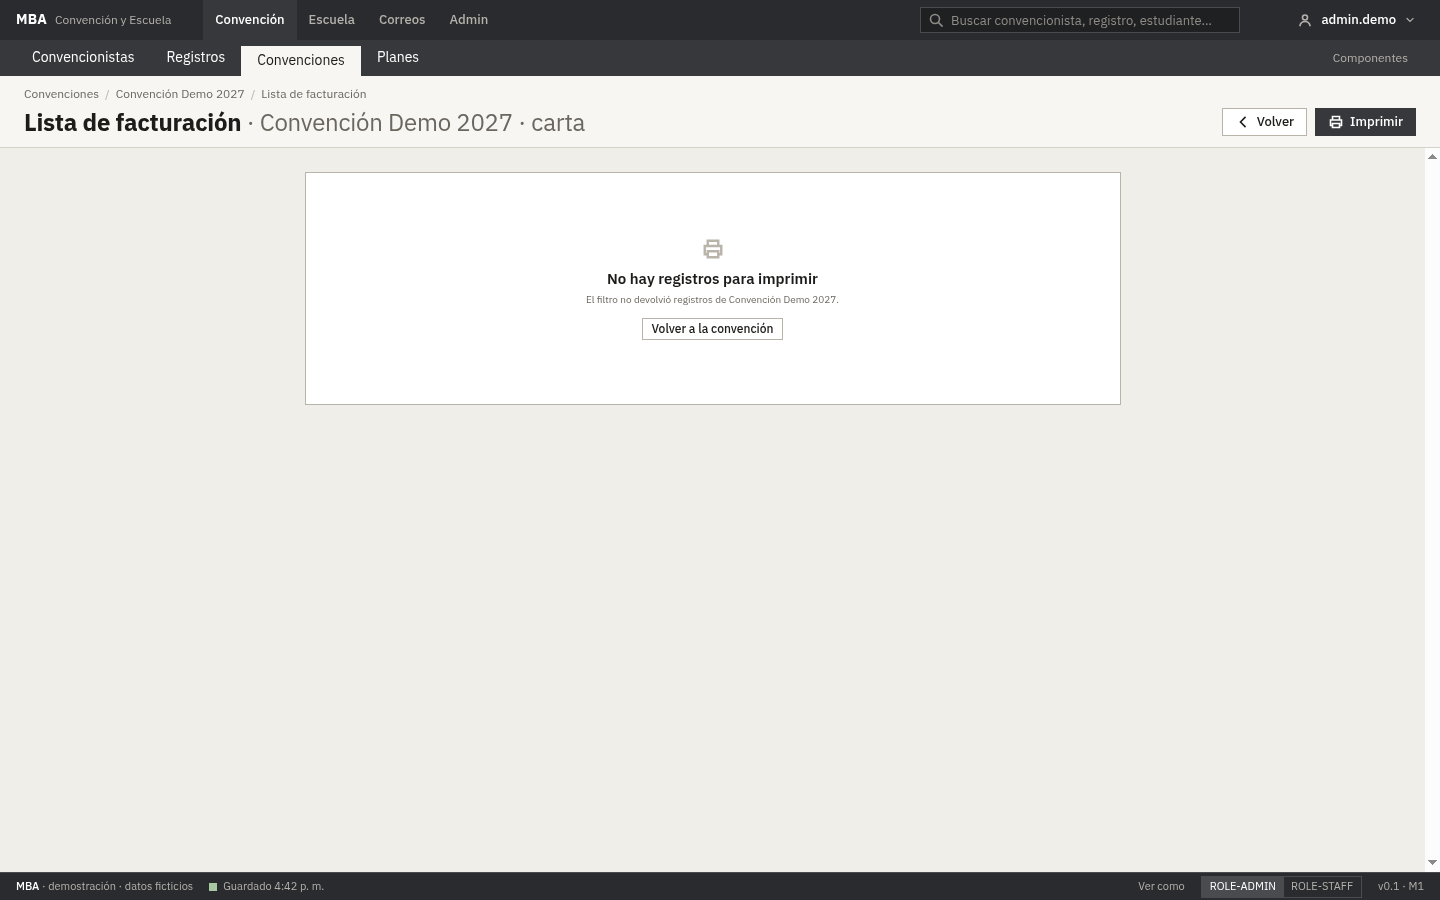 MBA Convención y Escuela Convención Escuela Correos Admin Buscar convencionista, registro, estudiante... admin.demo
Convencionistas Registros Convenciones Planes Componentes
Convenciones / Convención Demo 2027 / Lista de facturación
Lista de facturación · Convención Demo 2027 · carta Volver Imprimir
No hay registros para imprimir
El filtro no devolvió registros de Convención Demo 2027.
Volver a la convención
MBA · demostración · datos ficticios Guardado 4:42 p. m. Ver como ROLE-ADMIN ROLE-STAFF v0.1 · M1